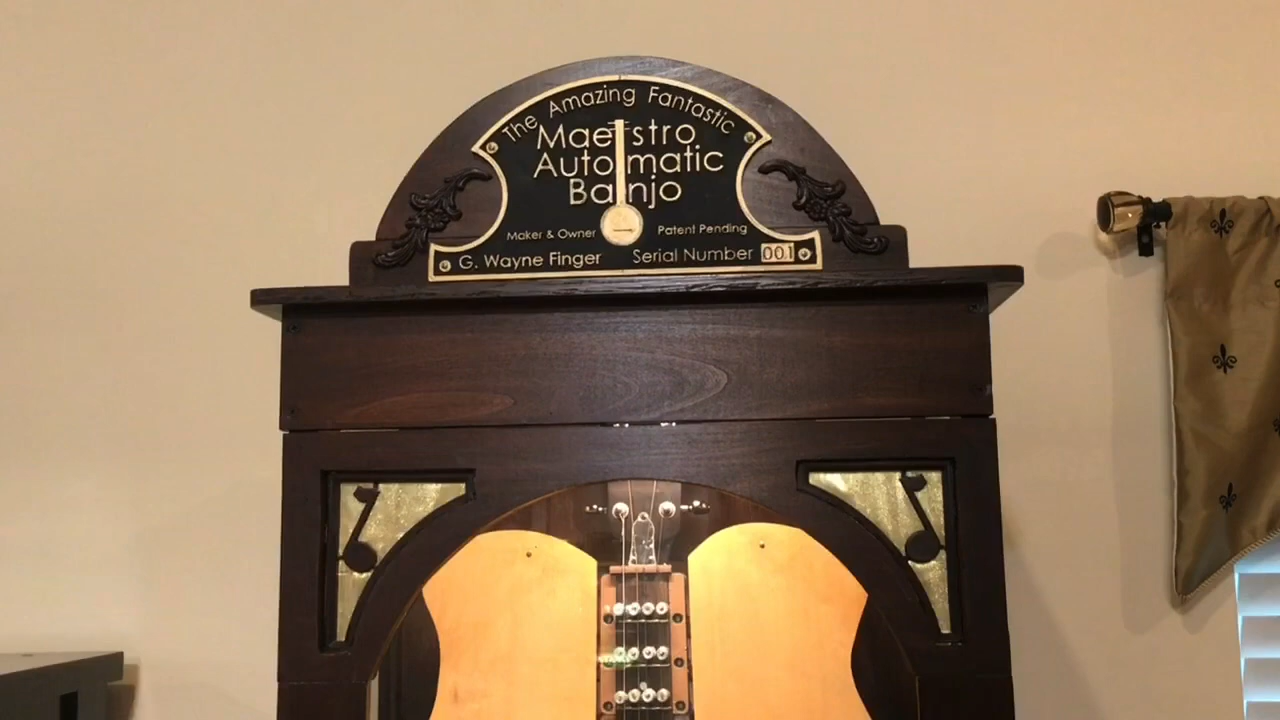 The Amazing Fantastic
Maestro
Automatic
Banjo
Maker & Owner Patent Pending
G. Wayne Finger Serial Number 001